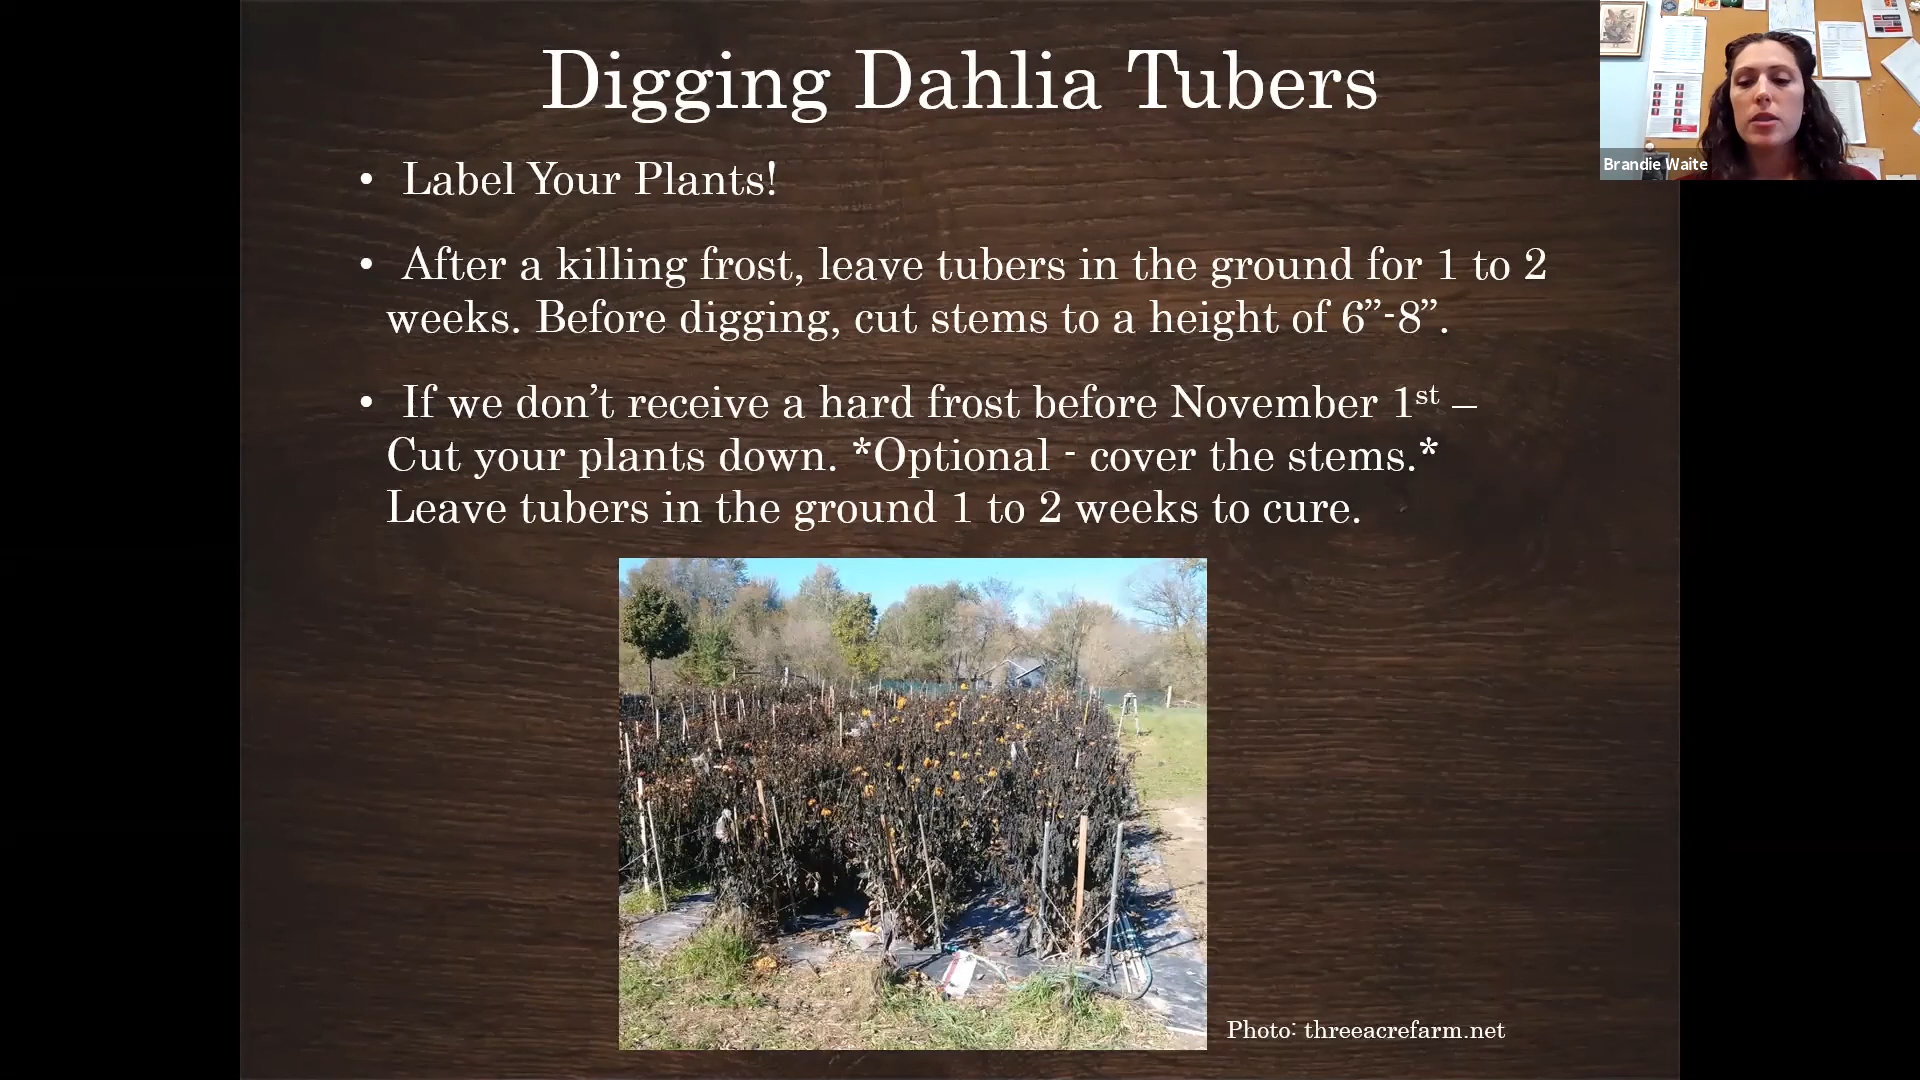 Digging Dahlia Tubers
• Label Your Plants!
• After a killing frost, leave tubers in the ground for 1 to 2
weeks. Before digging, cut stems to a height of 6”-8”.
• If we don’t receive a hard frost before November 1st –
Cut your plants down. *Optional - cover the stems.*
Leave tubers in the ground 1 to 2 weeks to cure.
Photo: threeacrefarm.net
Brandie Waite